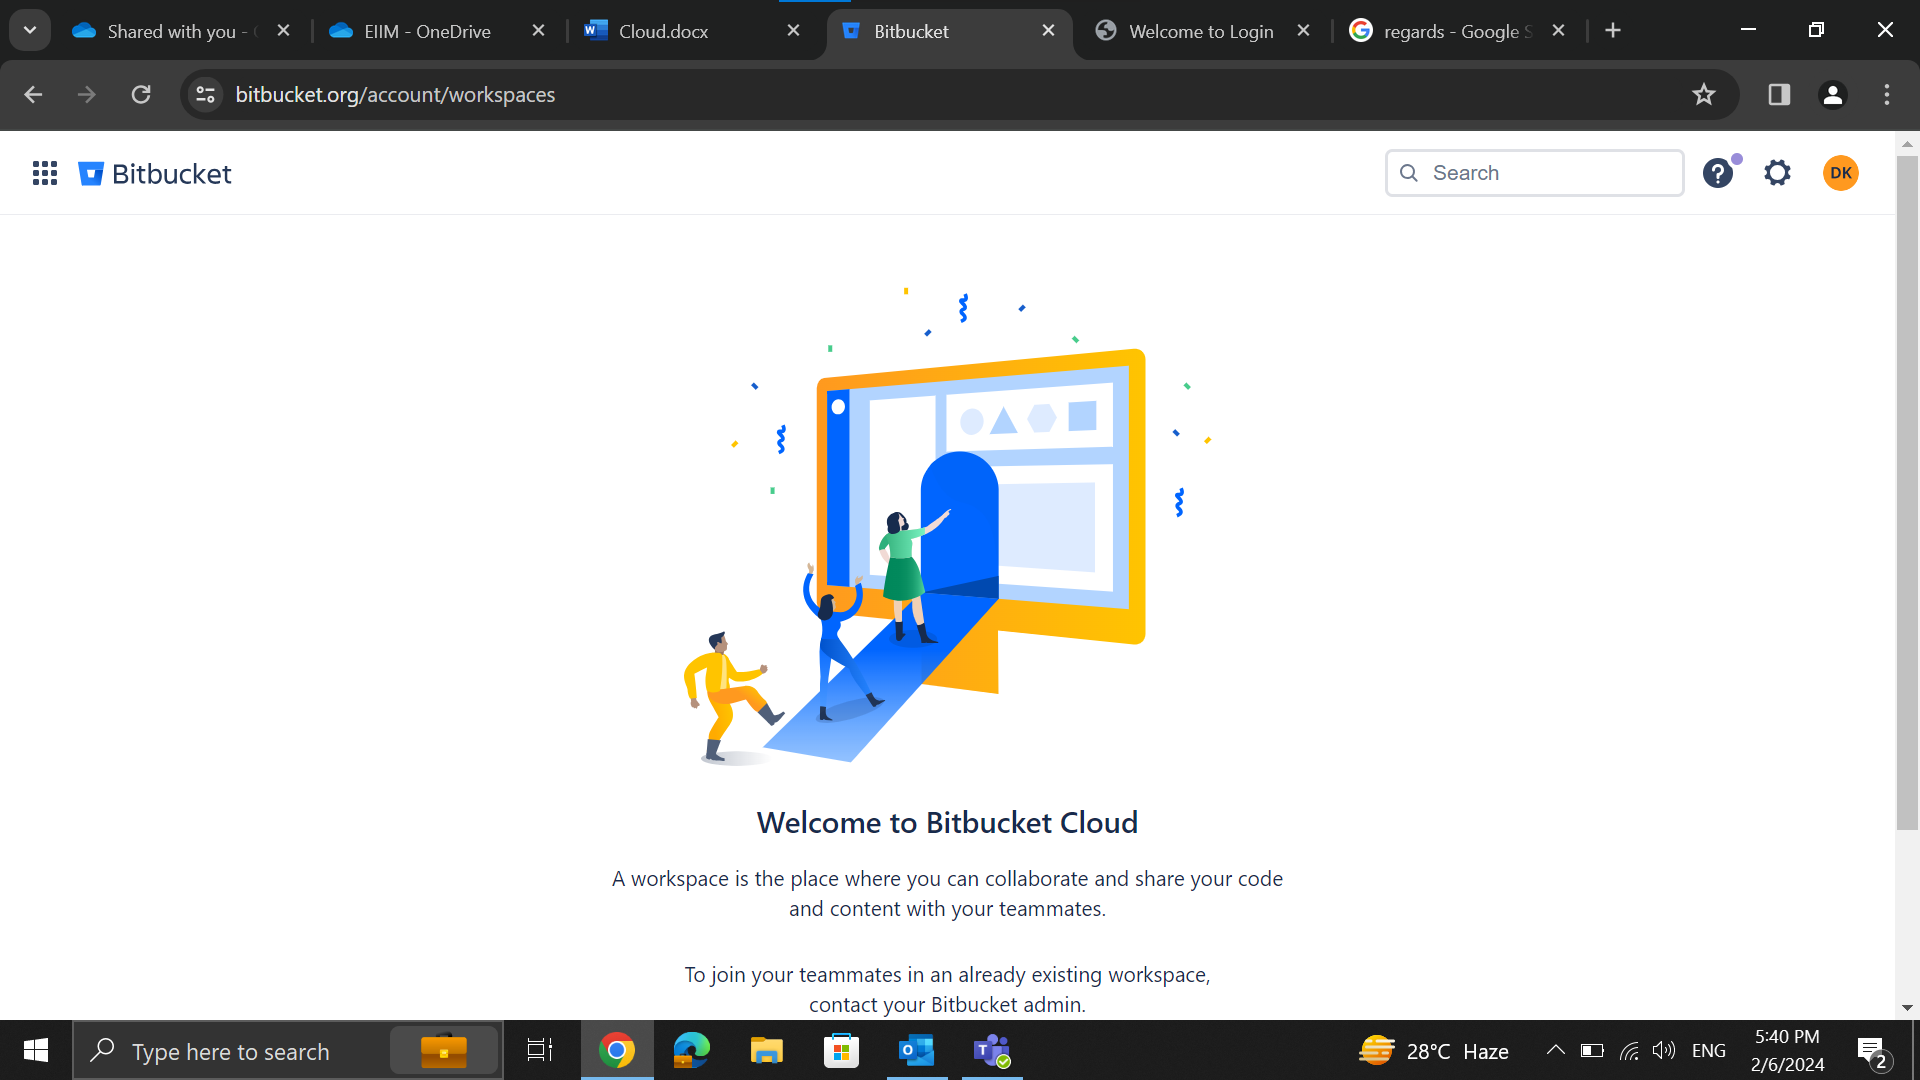 Shared with you -
EIIM - OneDrive
Cloud.docx
Bitbucket
Welcome to Login
regards - Google S
bitbucket.org/account/workspaces
Bitbucket
Search
DK
Welcome to Bitbucket Cloud
A workspace is the place where you can collaborate and share your code
and content with your teammates.
To join your teammates in an already existing workspace,
contact your Bitbucket admin.
Type here to search
28°C Haze
ENG
5:40 PM
2/6/2024
2